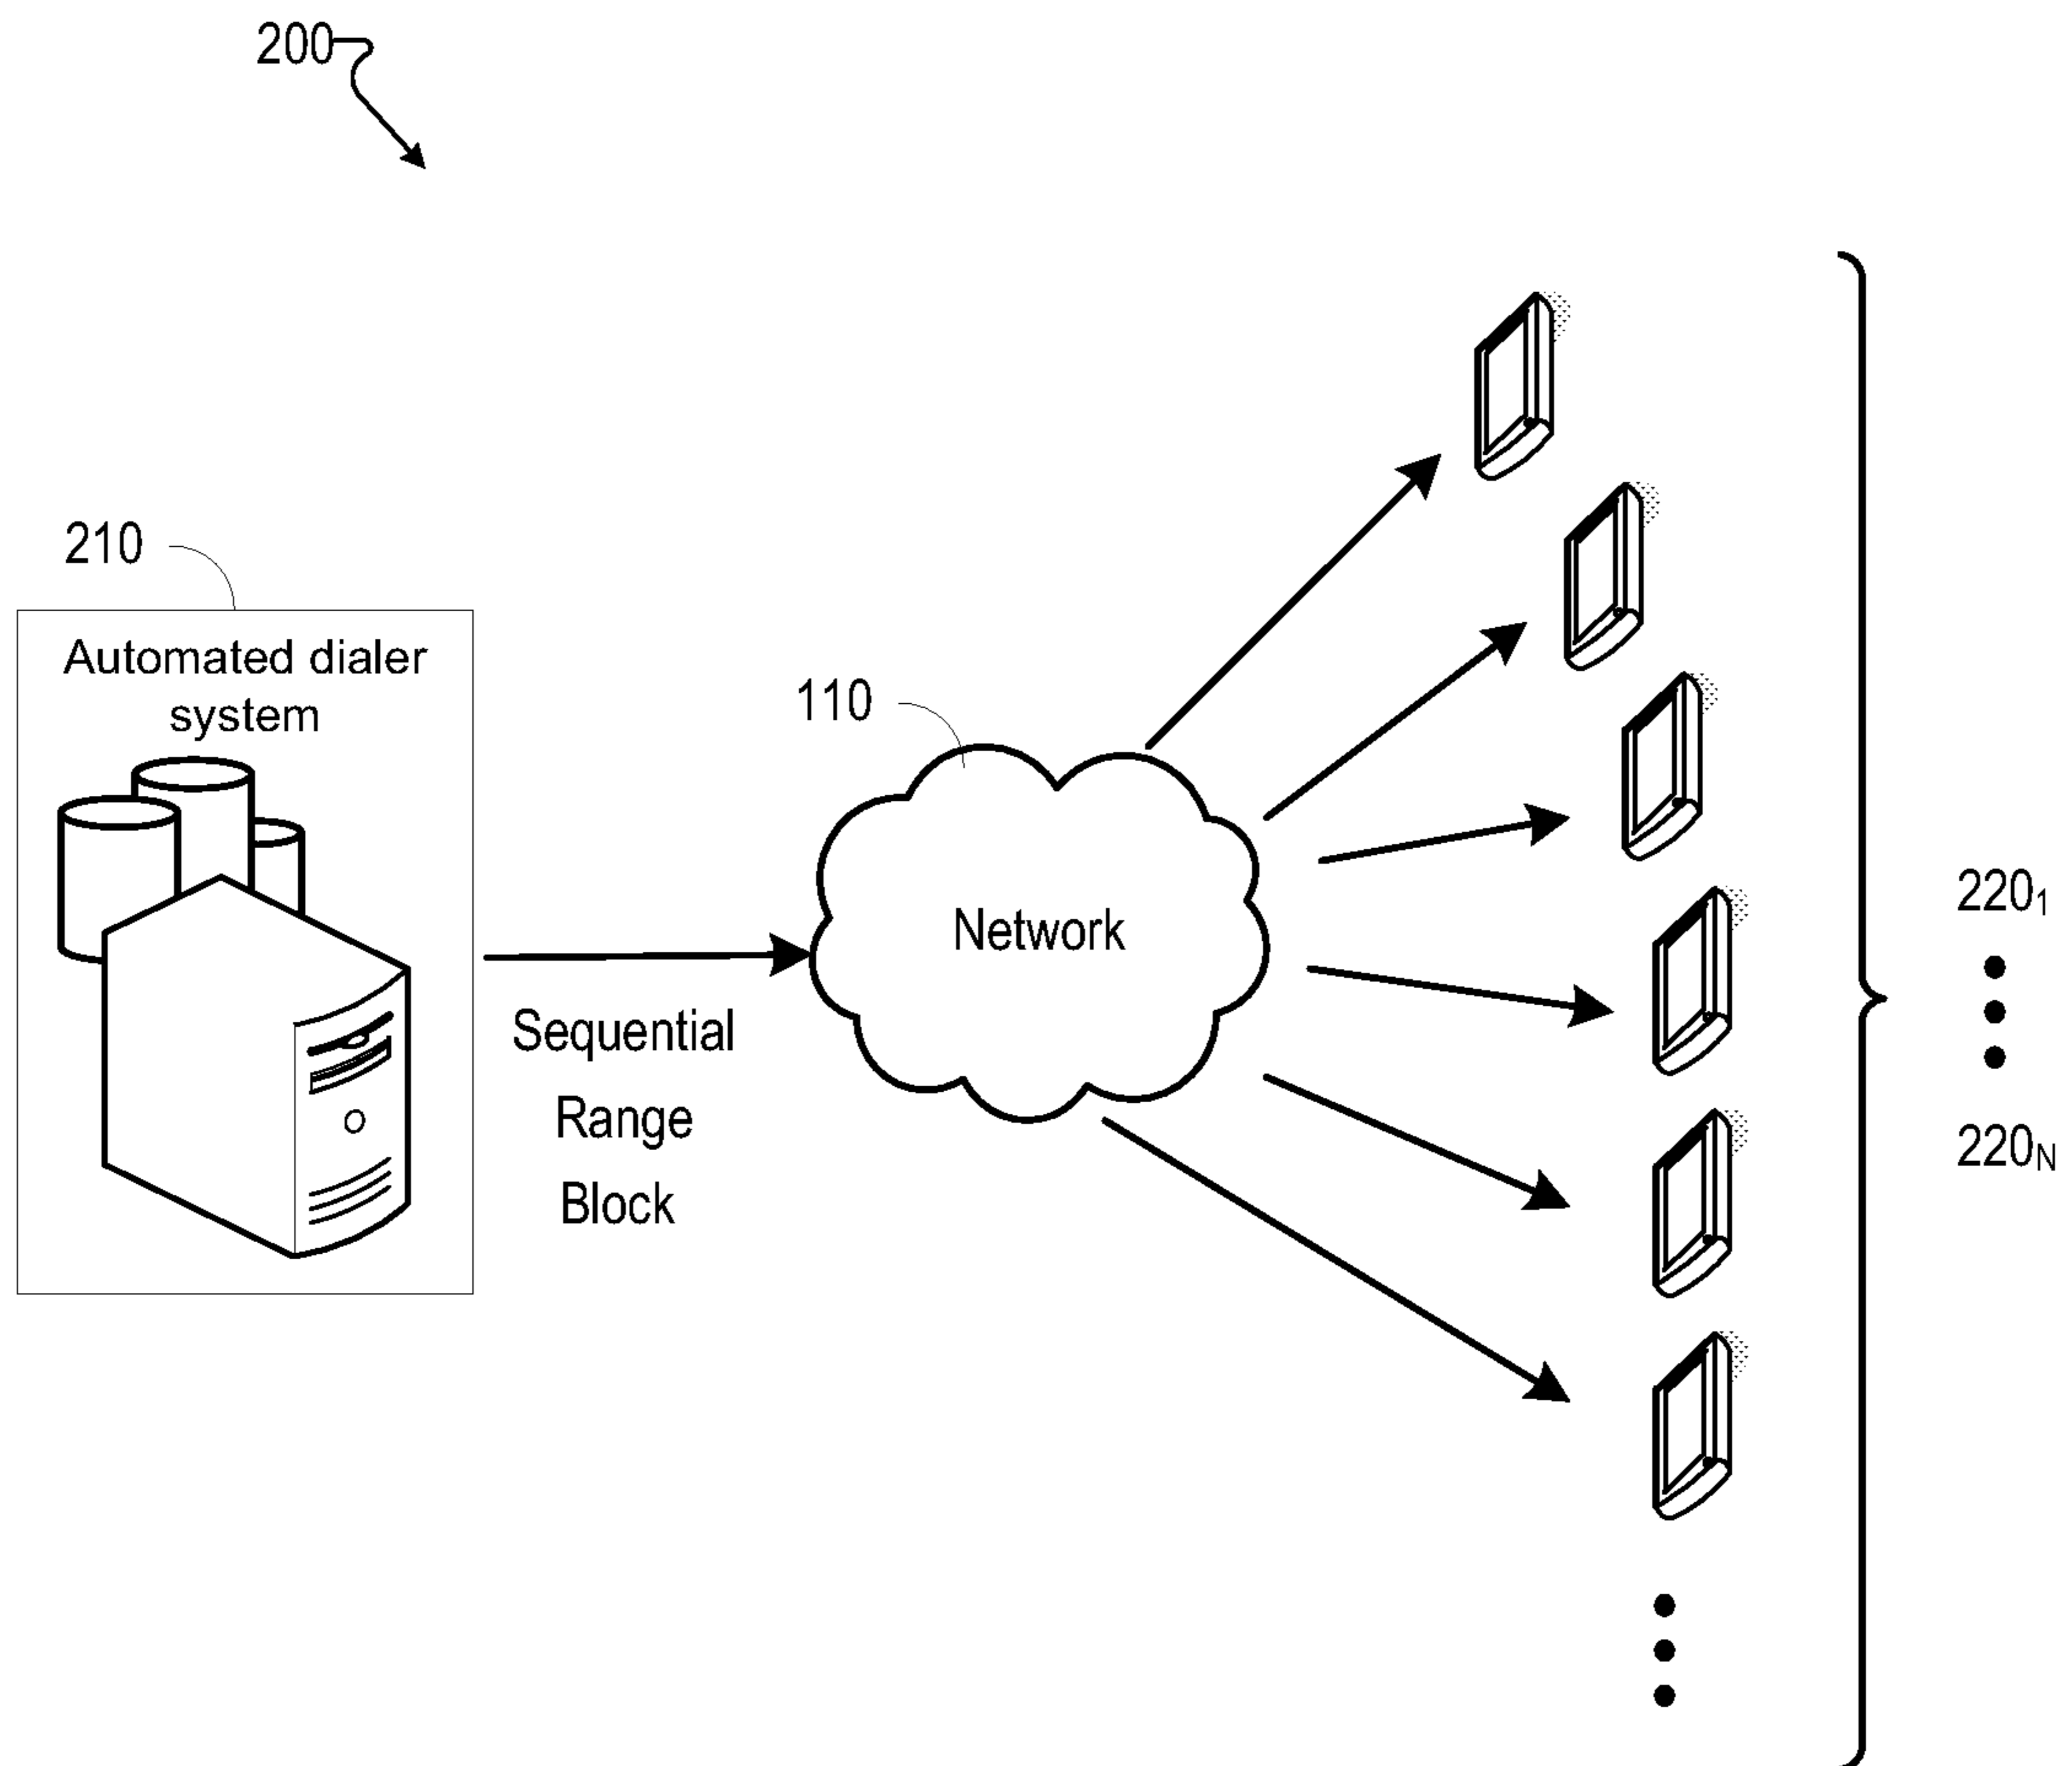 200
210
Automated dialer
system
110
Network
Sequential
Range
Block
220₁
220ₙ